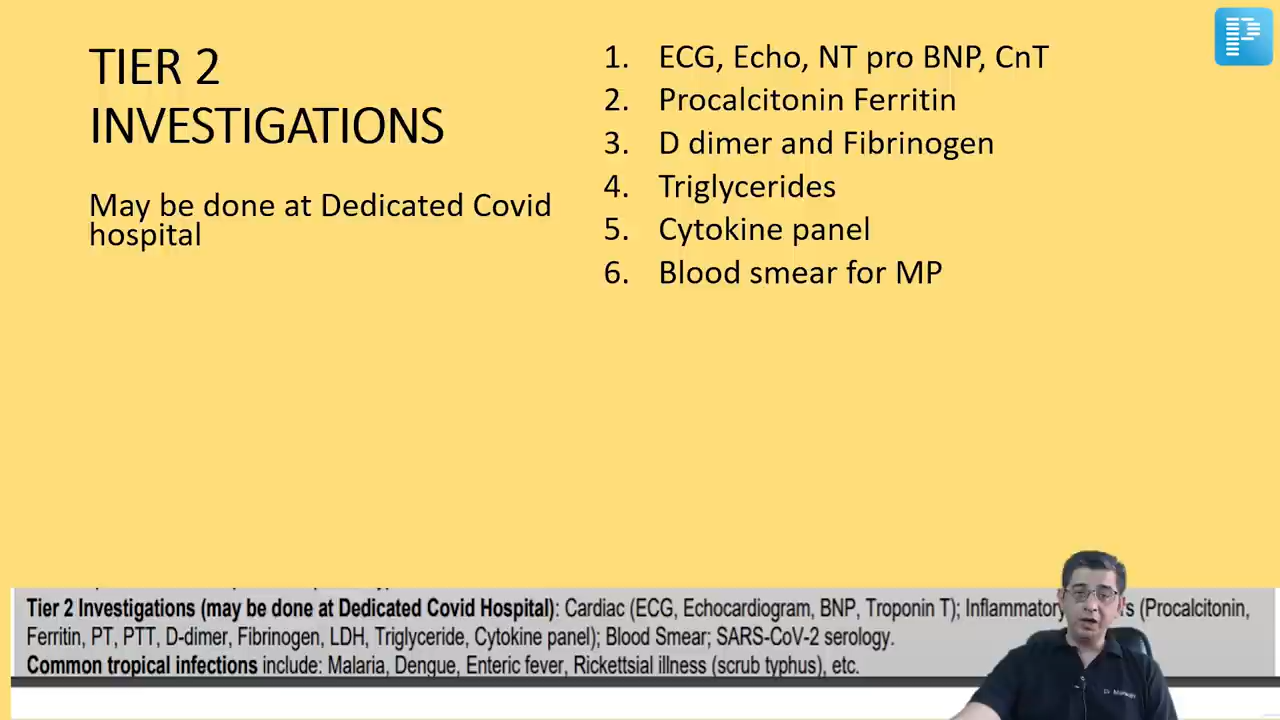 TIER 2
INVESTIGATIONS
May be done at Dedicated Covid
hospital
1. ECG, Echo, NT pro BNP, CnT
2. Procalcitonin Ferritin
3. D dimer and Fibrinogen
4. Triglycerides
5. Cytokine panel
6. Blood smear for MP
Tier 2 Investigations (may be done at Dedicated Covid Hospital): Cardiac (ECG, Echocardiogram, BNP, Troponin T); Inflammatory (Procalcitonin,
Ferritin, PT, PTT, D-dimer, Fibrinogen, LDH, Triglyceride, Cytokine panel); Blood Smear; SARS-CoV-2 serology.
Common tropical infections include: Malaria, Dengue, Enteric fever, Rickettsial illness (scrub typhus), etc.